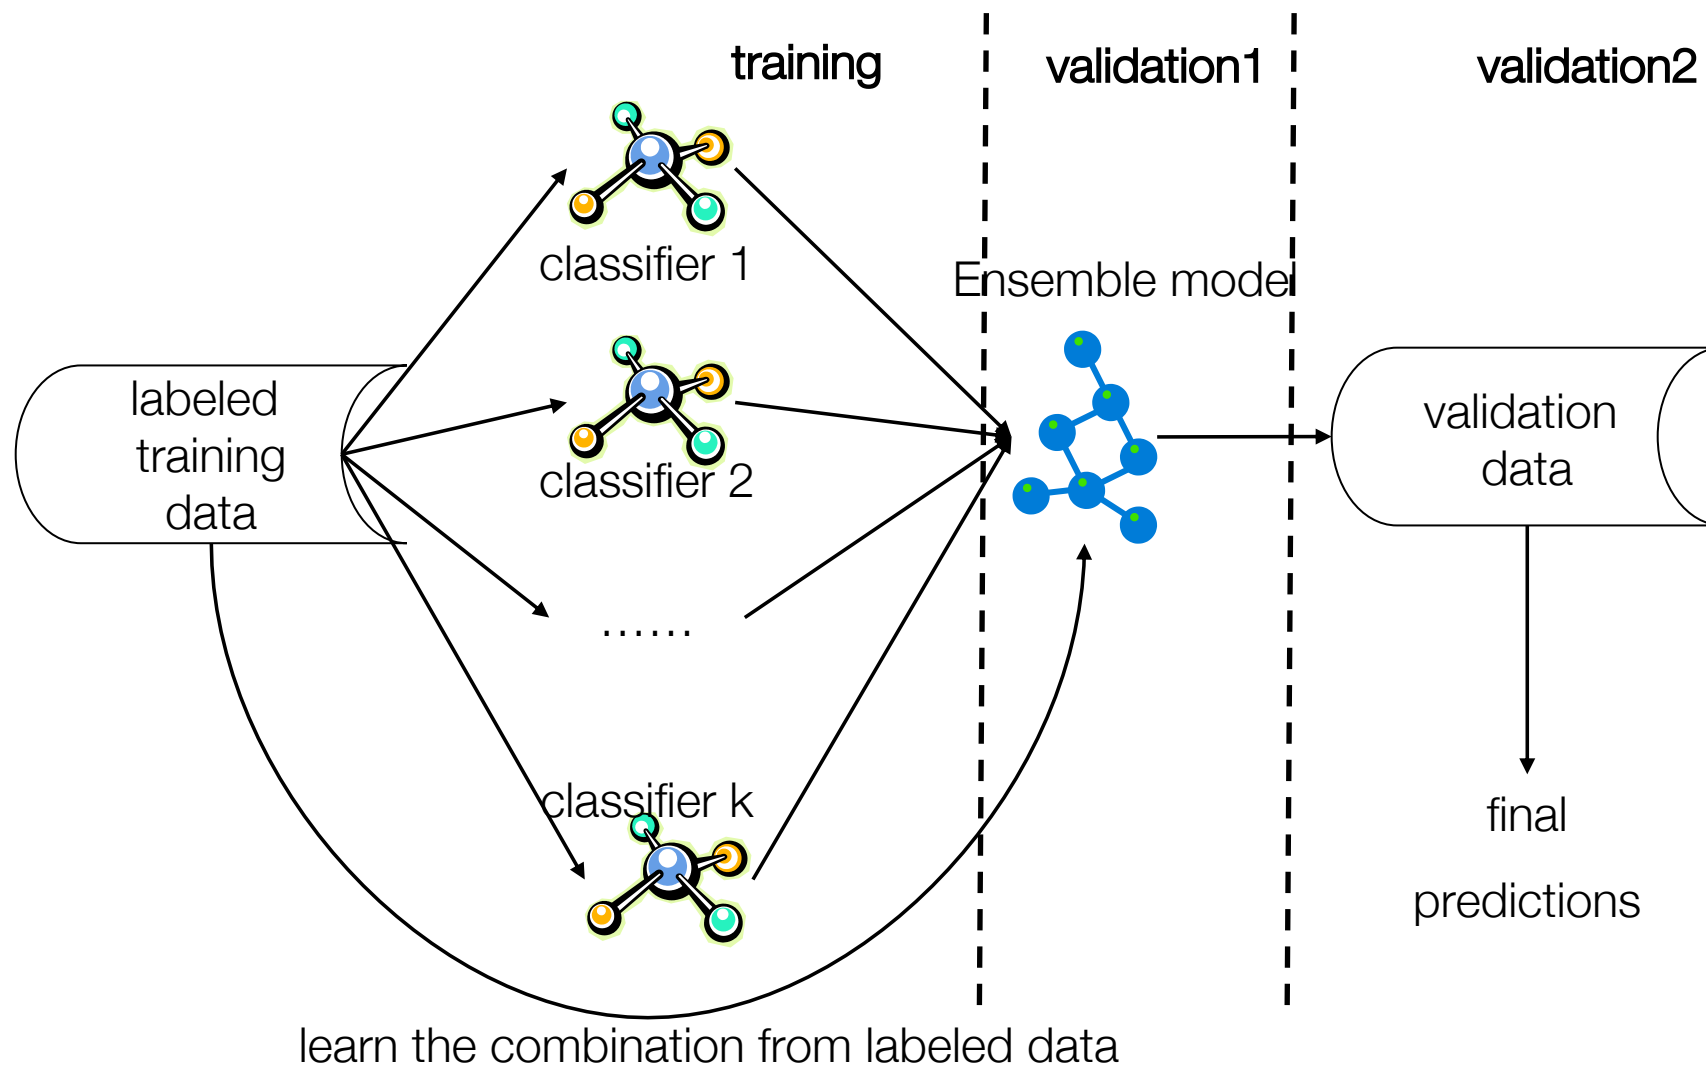 training
validation1
validation2
classifier 1
Ensemble model
labeled
training
data
classifier 2
validation
data
......
classifier k
final
predictions
learn the combination from labeled data